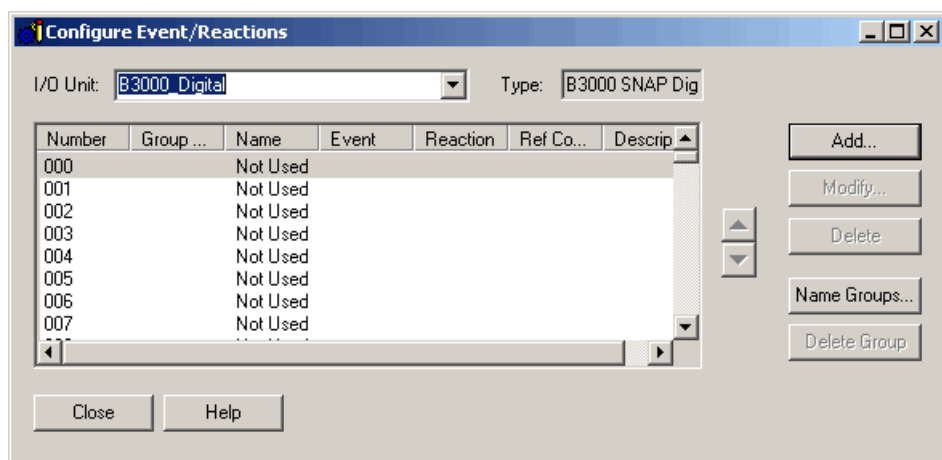 Configure Event/Reactions
I/O Unit: B3000_Digital Type: B3000 SNAP Dig
Number Group ... Name Event Reaction Ref Co... Descrip
000 Not Used
001 Not Used
002 Not Used
003 Not Used
004 Not Used
005 Not Used
006 Not Used
007 Not Used
Add...
Modify...
Delete
Name Groups...
Delete Group
Close Help